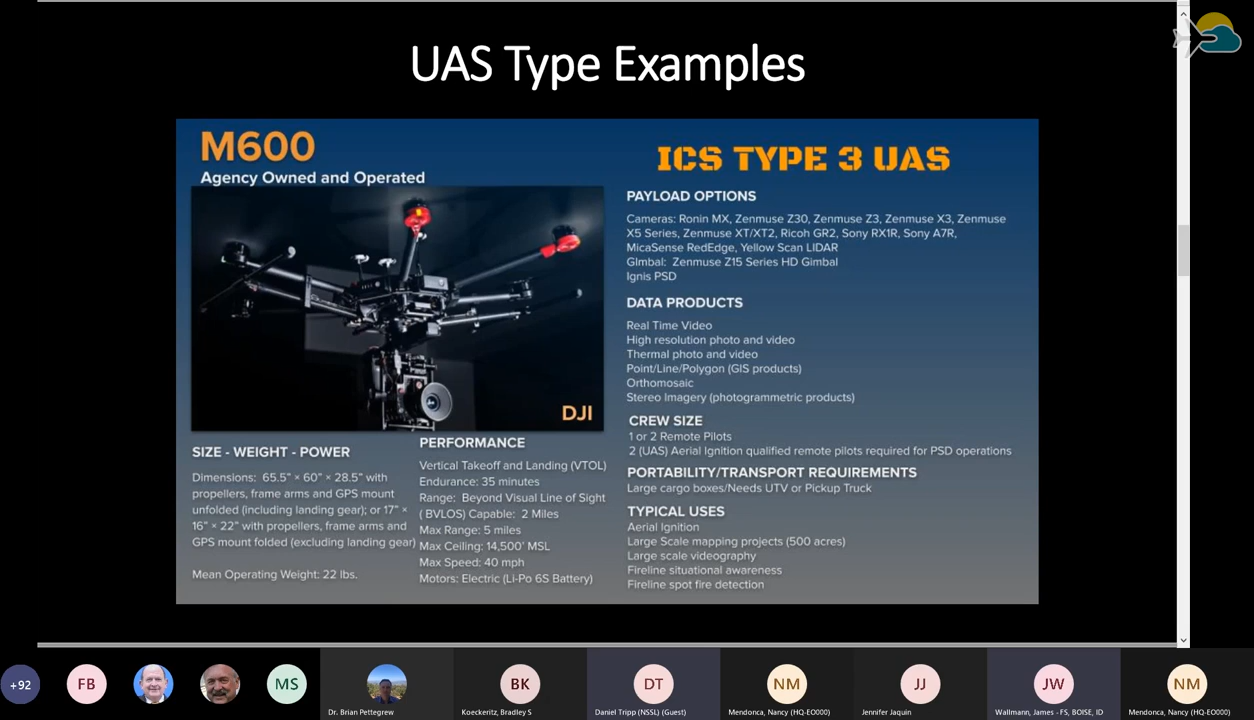 UAS Type Examples
M600
Agency Owned and Operated
DJI
SIZE - WEIGHT - POWER
Dimensions: 65.5" × 60" × 28.5" with
propellers, frame arms and GPS mount
unfolded (including landing gear); or 17" ×
16" × 22" with propellers, frame arms and
GPS mount folded (excluding landing gear)
Mean Operating Weight: 22 lbs.
PERFORMANCE
Vertical Takeoff and Landing (VTOL)
Endurance: 35 minutes
Range: Beyond Visual Line of Sight
( BVLOS) Capable: 2 Miles
Max Range: 5 miles
Max Ceiling: 14,500' MSL
Max Speed: 40 mph
Motors: Electric (Li-Po 6S Battery)
ICS TYPE 3 UAS
PAYLOAD OPTIONS
Cameras: Ronin MX, Zenmuse Z30, Zenmuse Z3, Zenmuse X3, Zenmuse
X5 Series, Zenmuse XT/XT2, Ricoh GR2, Sony RX1R, Sony A7R,
MicaSense RedEdge, Yellow Scan LIDAR
GImbal: Zenmuse Z15 Series HD Gimbal
Ignis PSD
DATA PRODUCTS
Real Time Video
High resolution photo and video
Thermal photo and video
Point/Line/Polygon (GIS products)
Orthomosaic
Stereo Imagery (photogrammetric products)
CREW SIZE
1 or 2 Remote Pilots
2 (UAS) Aerial Ignition qualified remote pilots required for PSD operations
PORTABILITY/TRANSPORT REQUIREMENTS
Large cargo boxes/Needs UTV or Pickup Truck
TYPICAL USES
Aerial Ignition
Large Scale mapping projects (500 acres)
Large scale videography
Fireline situational awareness
Fireline spot fire detection
+92
FB
MS
Dr. Brian Pettegrew
BK
Koeckeritz, Bradley S
DT
Daniel Tripp (NSSL) (Guest)
NM
Mendonca, Nancy (HQ-EO000)
JJ
Jennifer Jaquin
JW
Wallmann, James - FS, BOISE, ID
NM
Mendonca, Nancy (HQ-EO000)